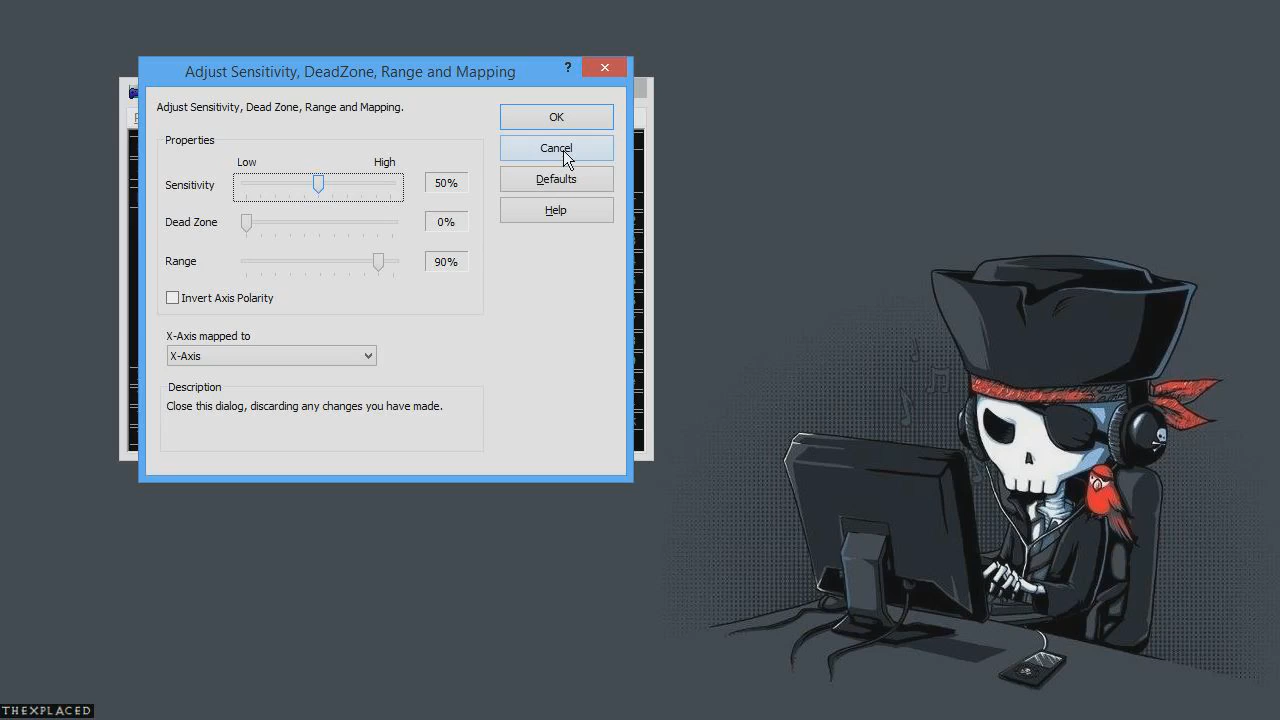 Adjust Sensitivity, DeadZone, Range and Mapping
?
Adjust Sensitivity, Dead Zone, Range and Mapping.
OK
Properties
Cancel
Low High
Sensitivity 50%
Defaults
Help
Dead Zone 0%
Range 90%
Invert Axis Polarity
X-Axis mapped to
X-Axis
Description
Close this dialog, discarding any changes you have made.
THEXPLACED